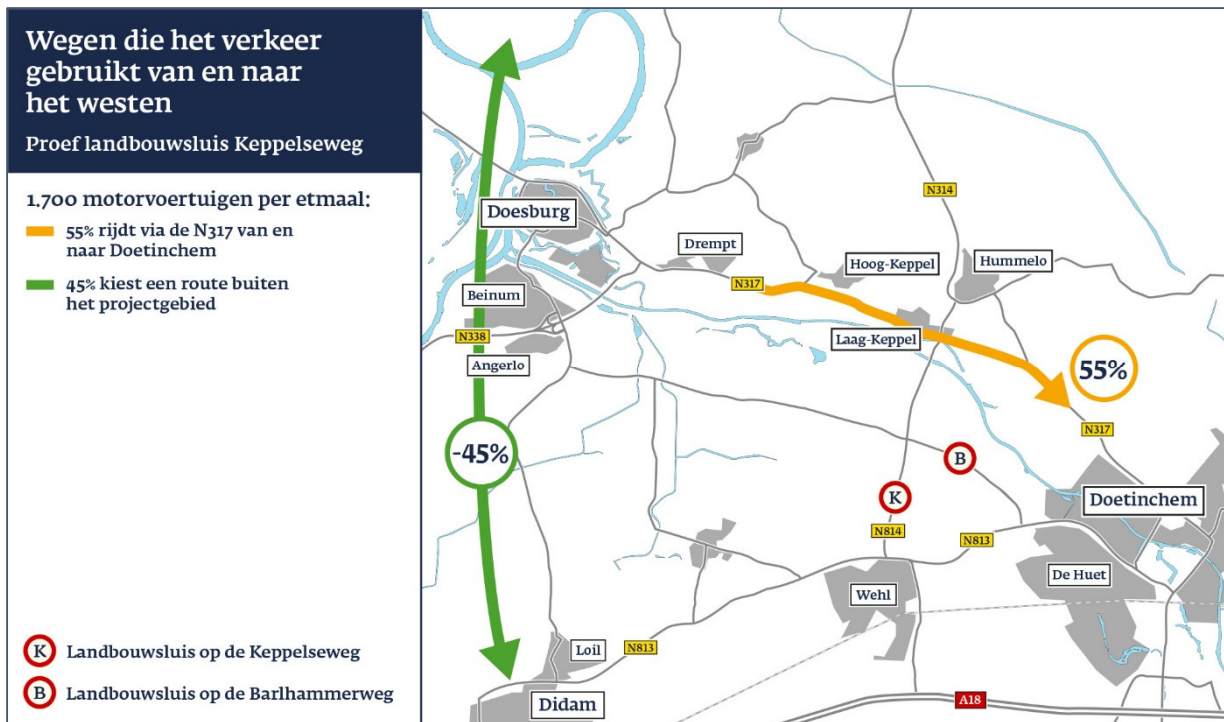 Wegen die het verkeer
gebruikt van en naar
het westen
Proef landbouwsluis Keppelseweg
1.700 motorvoertuigen per etmaal:
55% rijdt via de N317 van en
naar Doetinchem
45% kiest een route buiten
het projectgebied
K Landbouwsluis op de Keppelseweg
B Landbouwsluis op de Barlhammerweg
N314
Doesburg
Drempt
Hoog-Keppel
Hummelo
N317
Beinum
N338
Laag-Keppel
Angerlo
55%
N317
-45%
B
K
Doetinchem
N814
N813
De Huet
Wehl
Loil
N813
Didam
A18